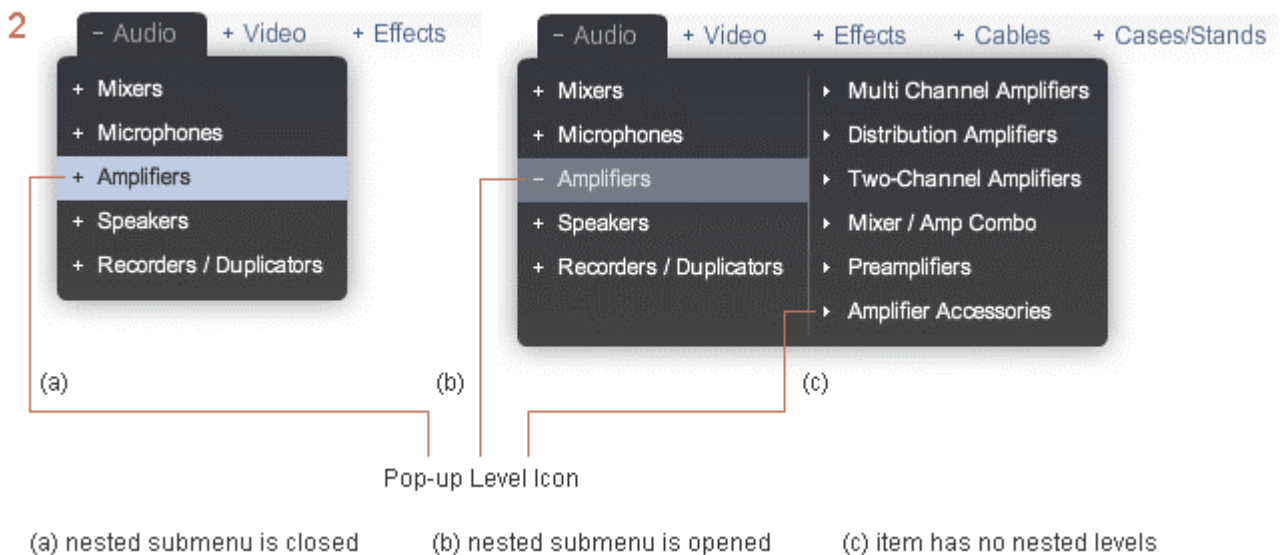 2
− Audio + Video + Effects
+ Mixers
+ Microphones
+ Amplifiers
+ Speakers
+ Recorders / Duplicators
− Audio + Video + Effects + Cables + Cases/Stands
+ Mixers
+ Microphones
− Amplifiers
+ Speakers
+ Recorders / Duplicators
Multi Channel Amplifiers
Distribution Amplifiers
Two-Channel Amplifiers
Mixer / Amp Combo
Preamplifiers
Amplifier Accessories
(a) (b) (c)
Pop-up Level Icon
(a) nested submenu is closed (b) nested submenu is opened (c) item has no nested levels